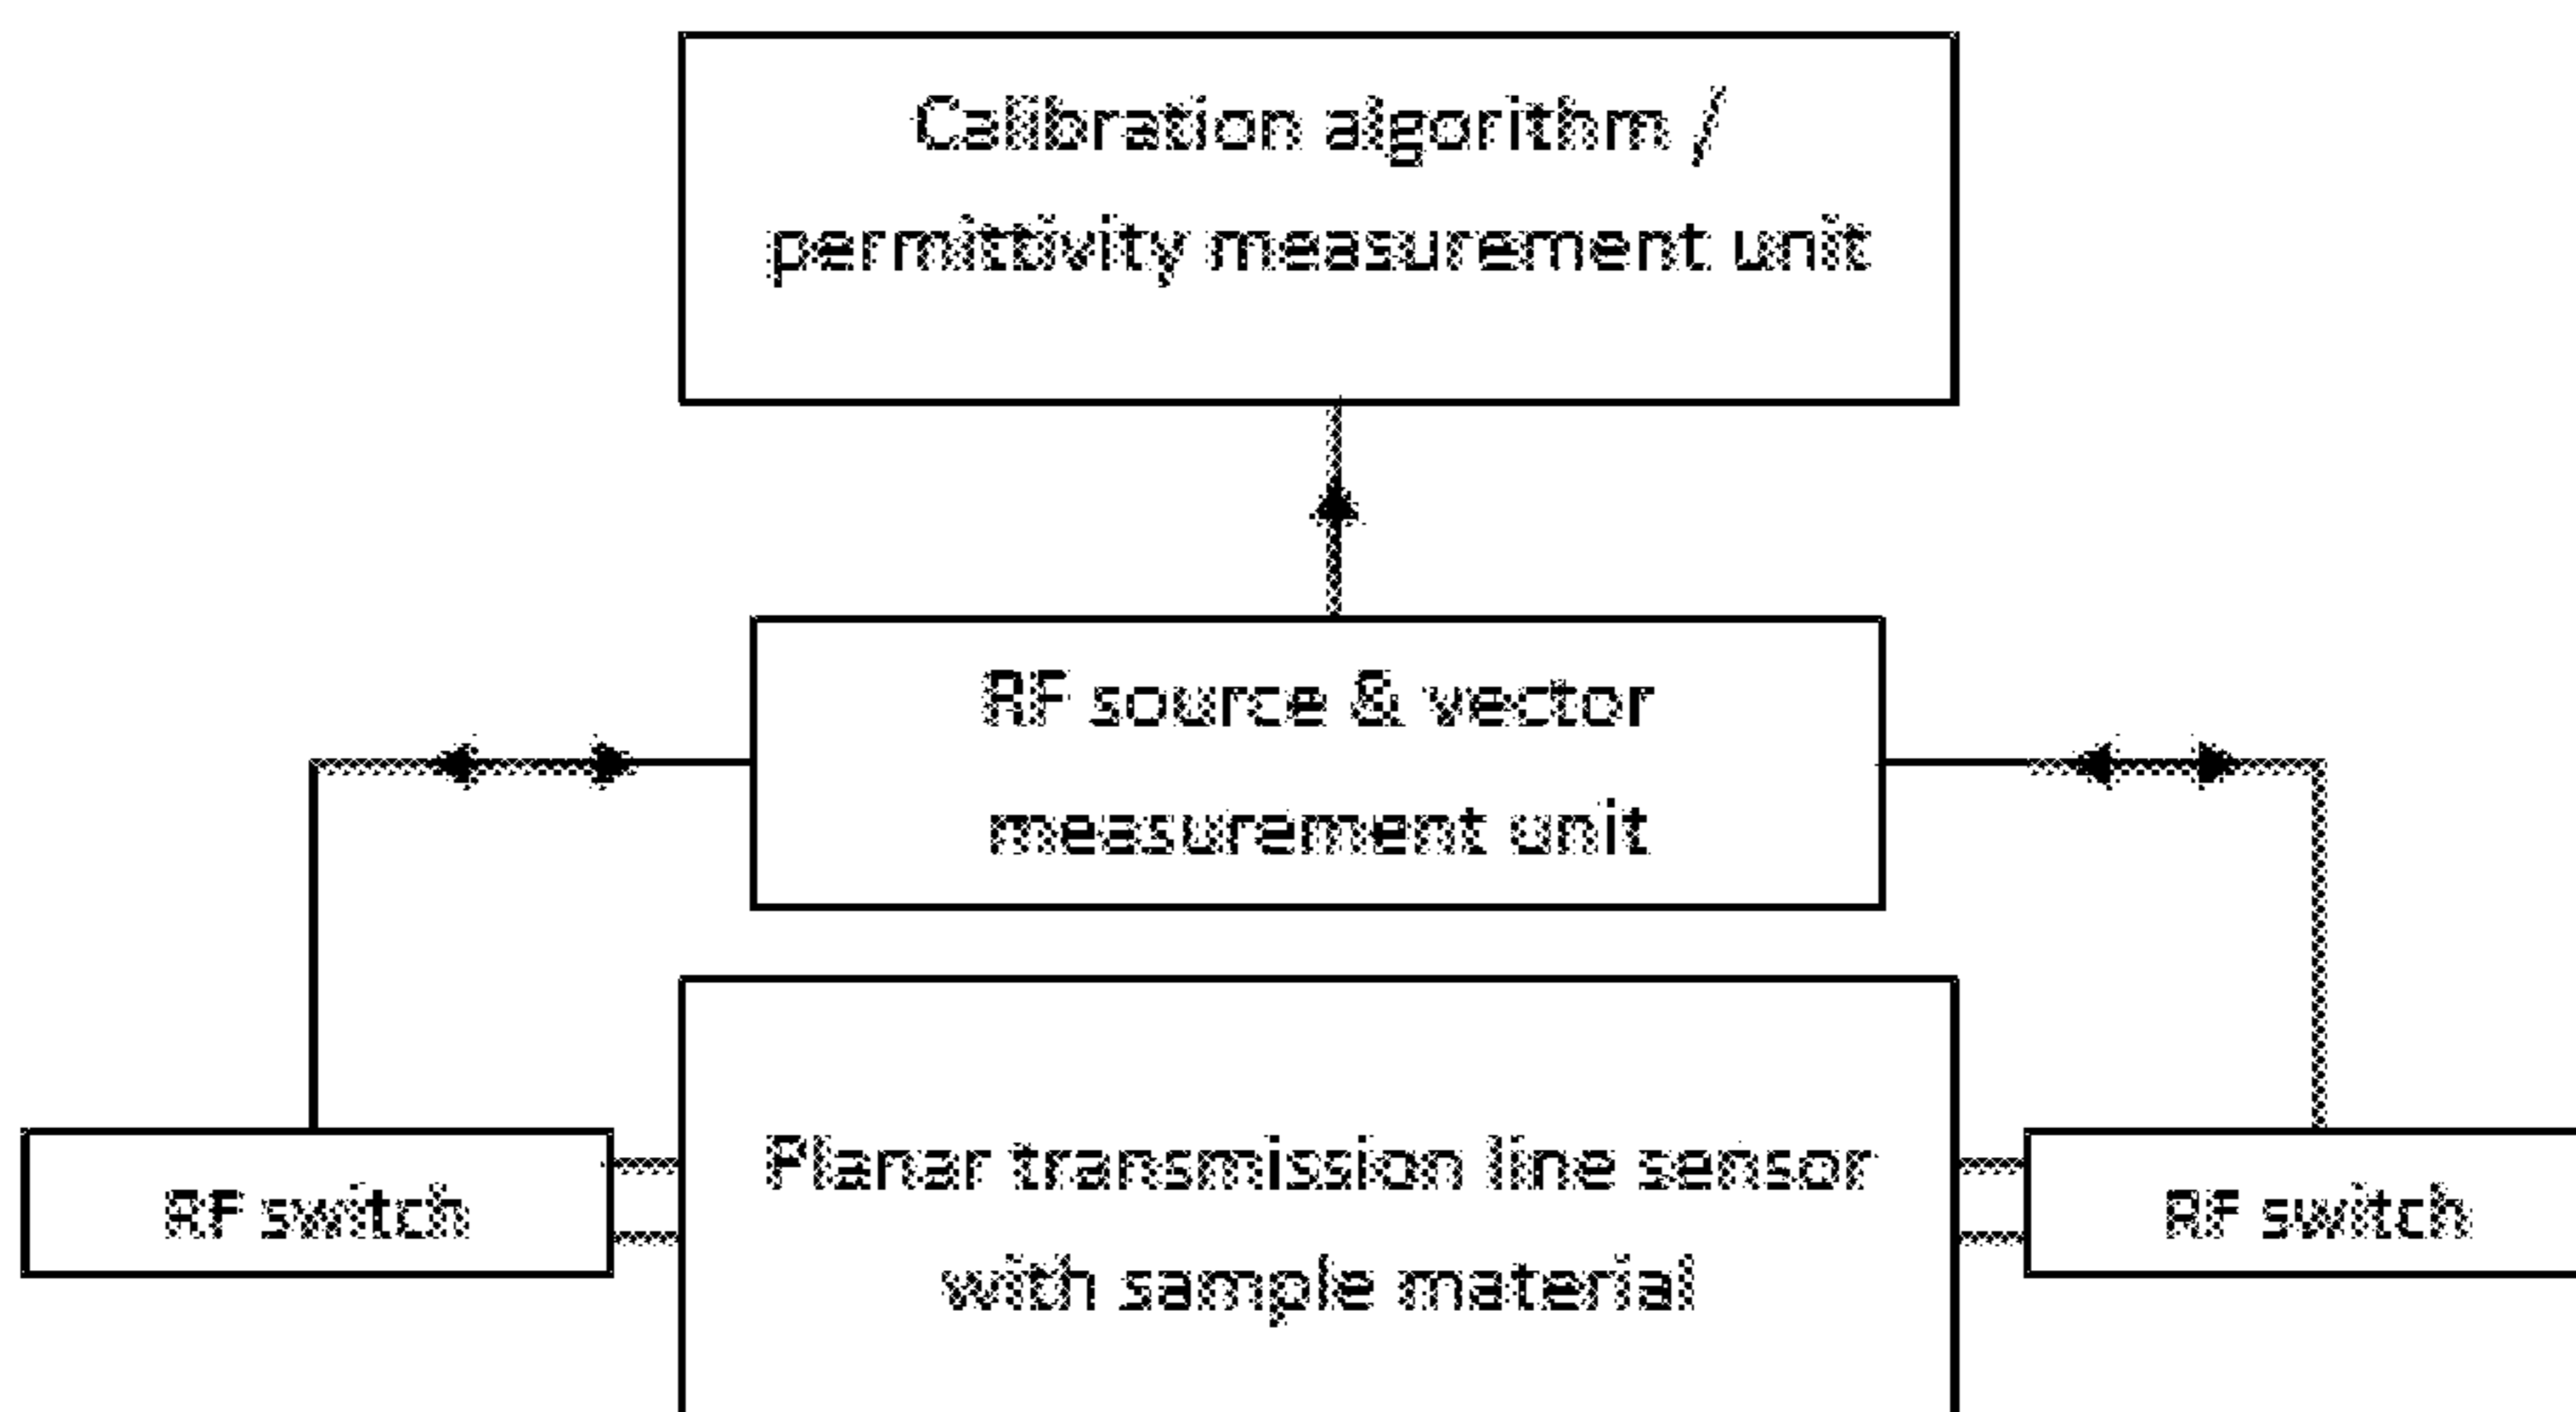 Calibration algorithm /
permittivity measurement unit
RF source & vector
measurement unit
Planar transmission line sensor
with sample material
RF switch
RF switch